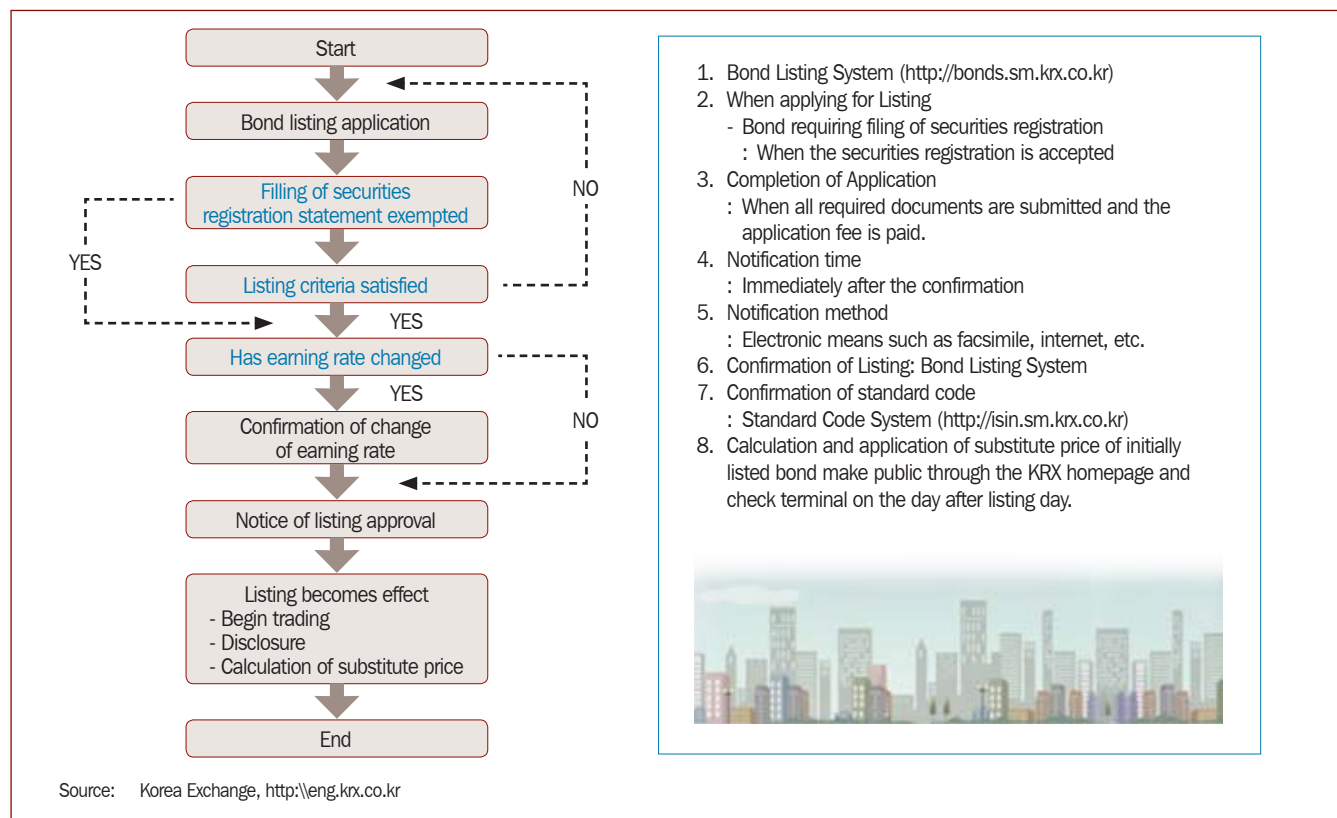 Start
Bond listing application
Filling of securities
registration statement exempted
YES
NO
Listing criteria satisfied
YES
Has earning rate changed
YES
NO
Confirmation of change
of earning rate
Notice of listing approval
Listing becomes effect
- Begin trading
- Disclosure
- Calculation of substitute price
End
1. Bond Listing System (http://bonds.sm.krx.co.kr)
2. When applying for Listing
- Bond requiring filing of securities registration
: When the securities registration is accepted
3. Completion of Application
: When all required documents are submitted and the
application fee is paid.
4. Notification time
: Immediately after the confirmation
5. Notification method
: Electronic means such as facsimile, internet, etc.
6. Confirmation of Listing: Bond Listing System
7. Confirmation of standard code
: Standard Code System (http://isin.sm.krx.co.kr)
8. Calculation and application of substitute price of initially
listed bond make public through the KRX homepage and
check terminal on the day after listing day.
Source: Korea Exchange, http:\\eng.krx.co.kr